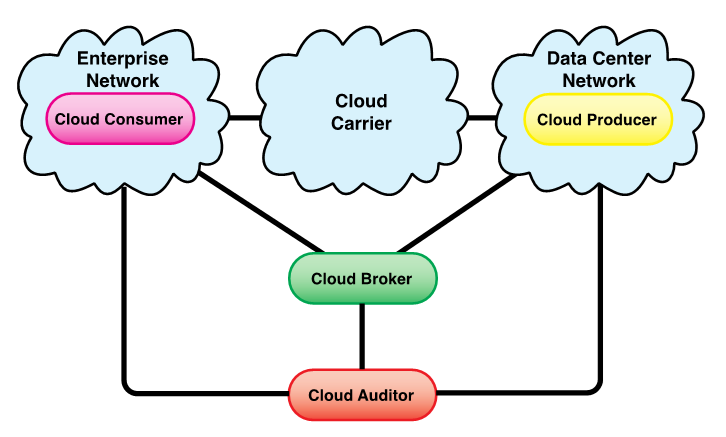 Enterprise
Network
Cloud Consumer
Cloud
Carrier
Data Center
Network
Cloud Producer
Cloud Broker
Cloud Auditor